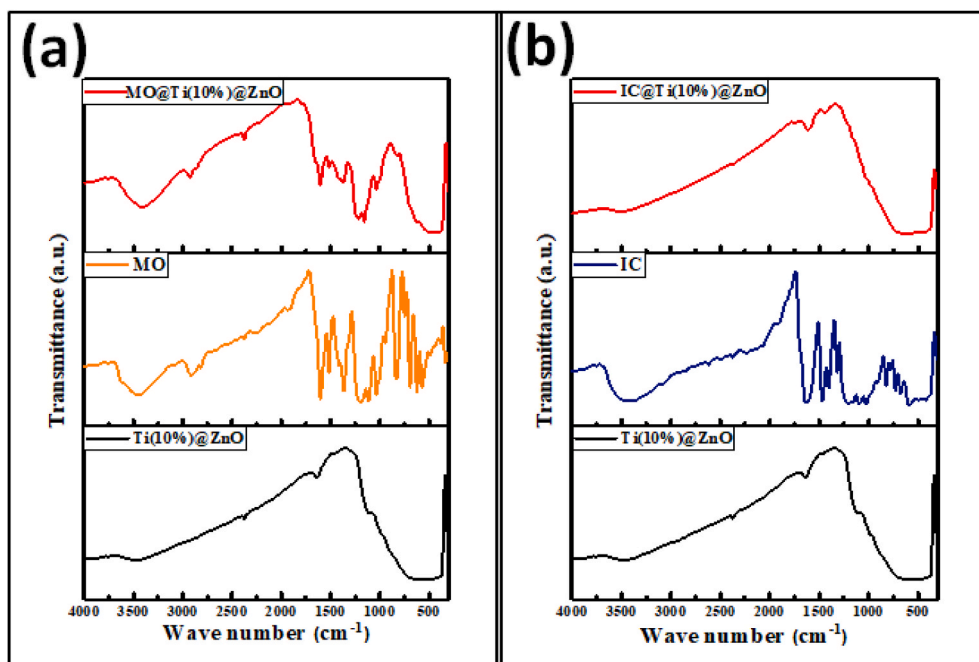 (a)
MO@Ti(10%)@ZnO
MO
Ti(10%)@ZnO
Transmittance (a.u.)
4000 3500 3000 2500 2000 1500 1000 500
Wave number (cm⁻¹)
(b)
IC@Ti(10%)@ZnO
IC
Ti(10%)@ZnO
Transmittance (a.u.)
4000 3500 3000 2500 2000 1500 1000 500
Wave number (cm⁻¹)